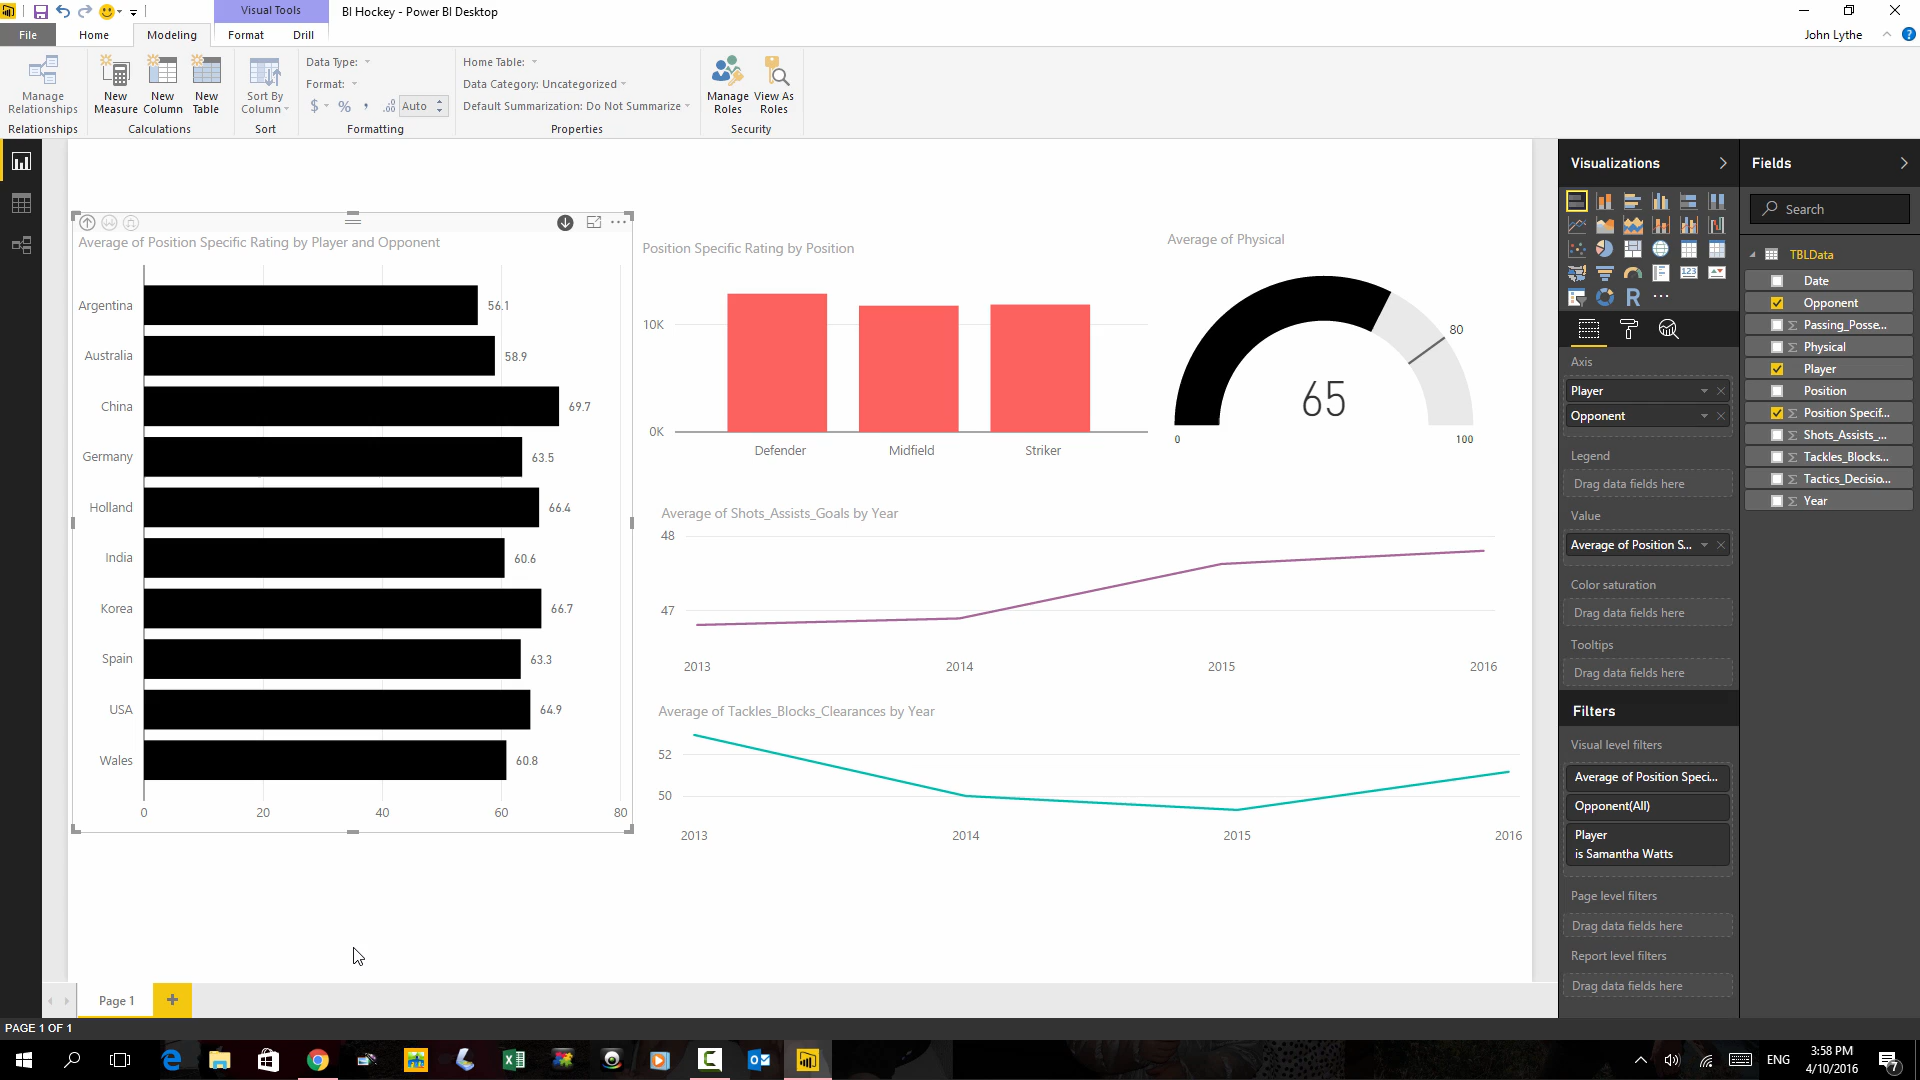 Visual Tools
BI Hockey - Power BI Desktop
File
Home
Modeling
Format
Drill
John Lythe
Manage
Relationships
Relationships
New
Measure
New
Column
New
Table
Calculations
Sort By
Column
Sort
Data Type:
Format:
$ % , .00 Auto
Formatting
Home Table:
Data Category: Uncategorized
Default Summarization: Do Not Summarize
Properties
Manage
Roles
View As
Roles
Security
Average of Position Specific Rating by Player and Opponent
Argentina 56.1
Australia 58.9
China 69.7
Germany 63.5
Holland 66.4
India 60.6
Korea 66.7
Spain 63.3
USA 64.9
Wales 60.8
0 20 40 60 80
Position Specific Rating by Position
10K
0K
Defender Midfield Striker
Average of Physical
80
65
0 100
Average of Shots_Assists_Goals by Year
48
47
2013 2014 2015 2016
Average of Tackles_Blocks_Clearances by Year
52
50
2013 2014 2015 2016
Visualizations
R
Axis
Player
Opponent
Legend
Drag data fields here
Value
Average of Position S...
Color saturation
Drag data fields here
Tooltips
Drag data fields here
Filters
Visual level filters
Average of Position Speci...
Opponent(All)
Player
is Samantha Watts
Page level filters
Drag data fields here
Report level filters
Drag data fields here
Fields
Search
TBLData
Date
Opponent
Σ Passing_Posse...
Σ Physical
Player
Position
Σ Position Specif...
Σ Shots_Assists_...
Σ Tackles_Blocks...
Σ Tactics_Decisio...
Σ Year
Page 1
PAGE 1 OF 1
ENG
3:58 PM
4/10/2016
7